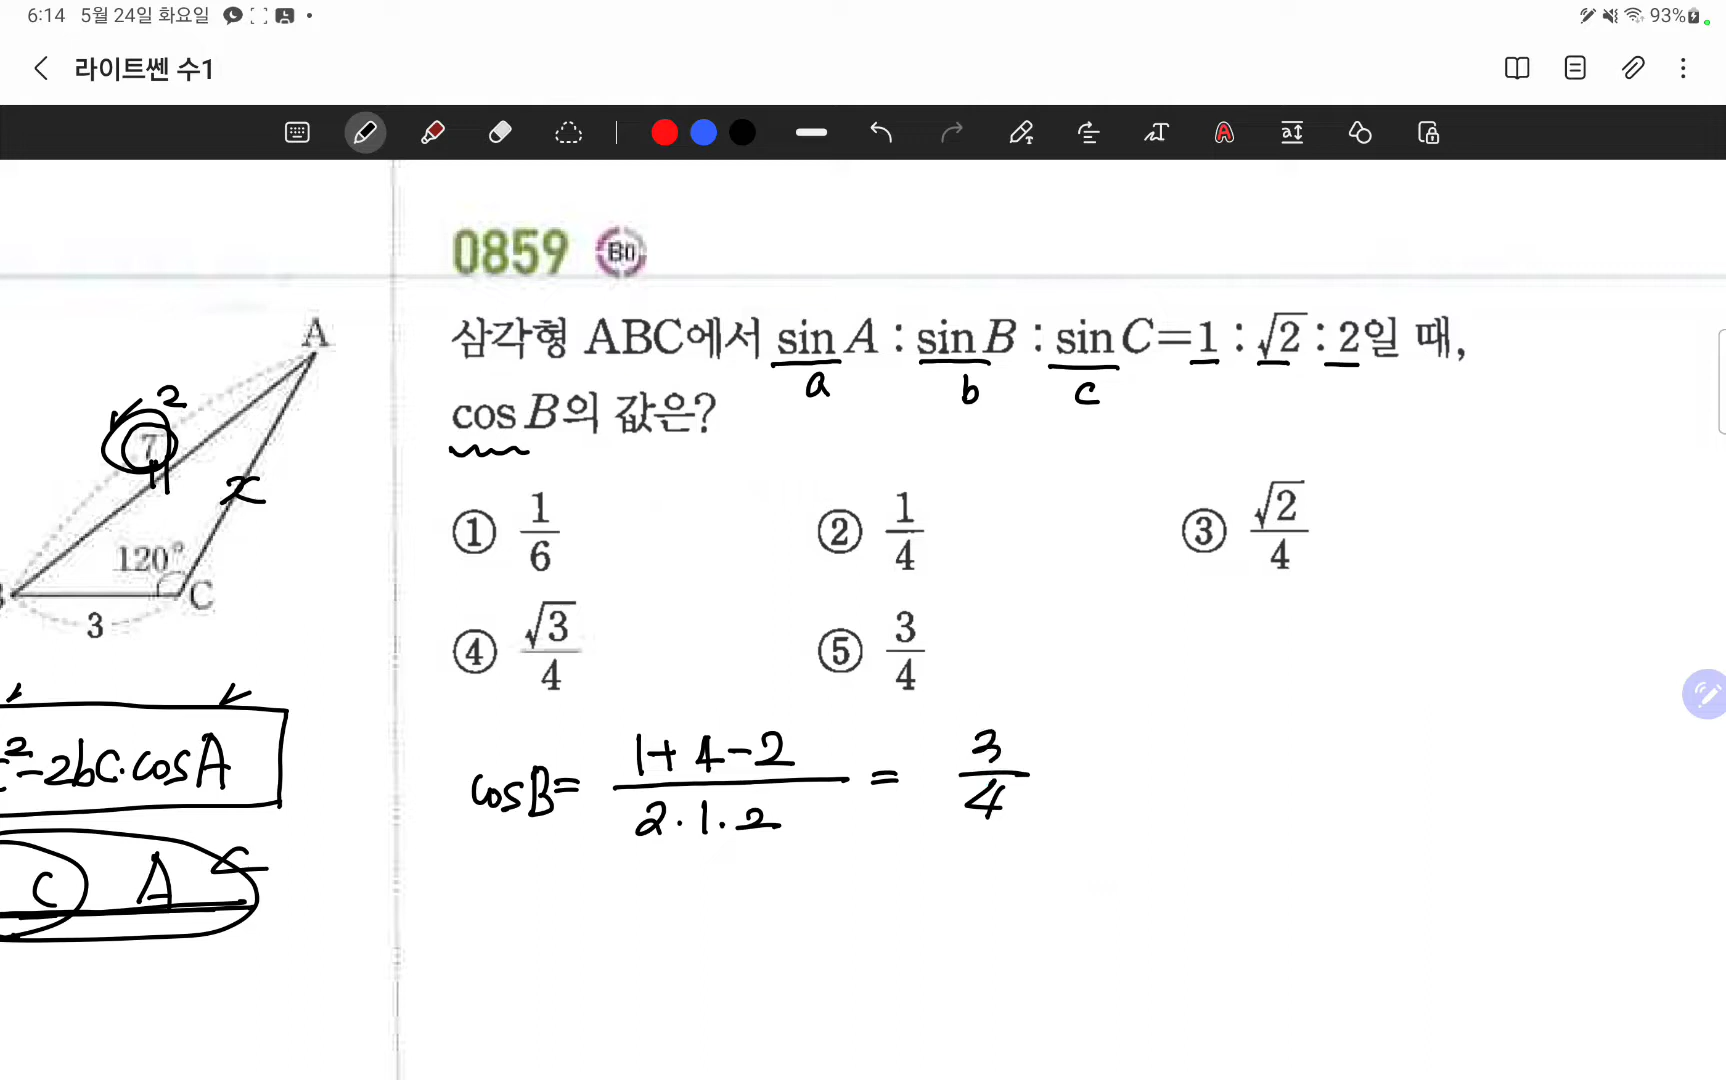 6:14 5월 24일 화요일
93%
라이트쎈 수1
0859 B0
삼각형 ABC에서 sin A : sin B : sin C=1 : √2 : 2일 때,
a b c
cos B의 값은?
① 1/6 ② 1/4 ③ √2/4
④ √3/4 ⑤ 3/4
cosB= 1+4-2 / 2·1·2 = 3/4
A
2
7
x
120°
C
3
²-2bc·cosA
C A